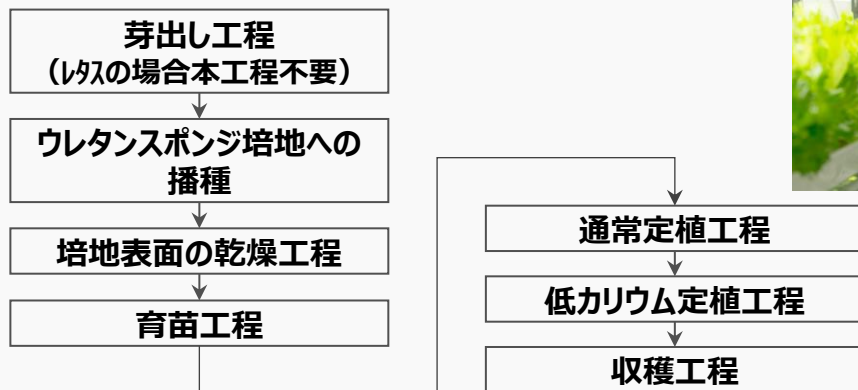 芽出し工程
（ﾚﾀｽの場合本工程不要）
ウレタンスポンジ培地への
播種
培地表面の乾燥工程
育苗工程
通常定植工程
低カリウム定植工程
収穫工程